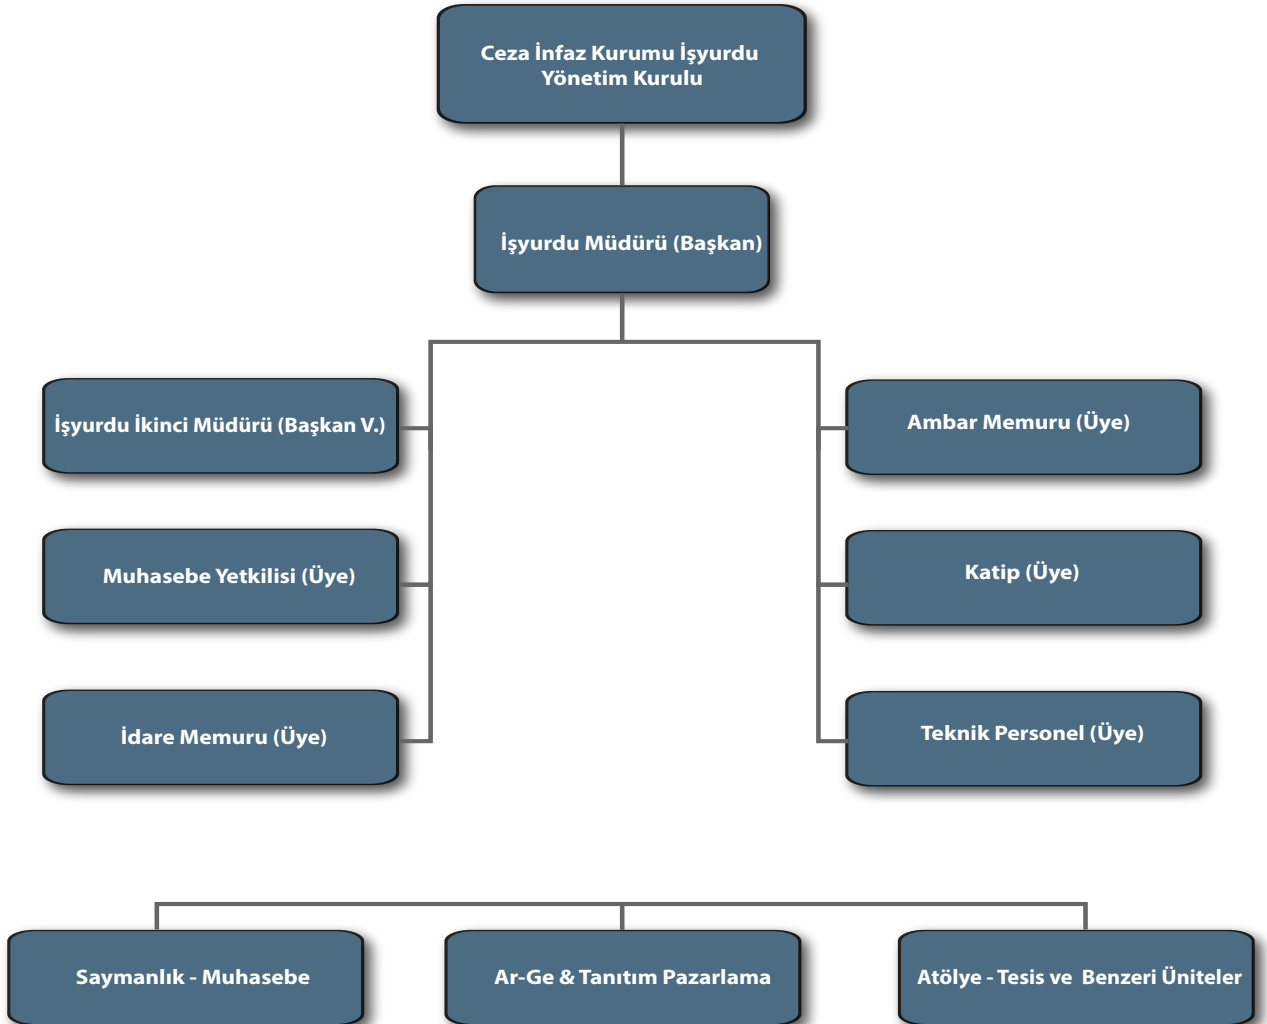 Ceza İnfaz Kurumu İşyurdu
Yönetim Kurulu
İşyurdu Müdürü (Başkan)
İşyurdu İkinci Müdürü (Başkan V.)
Ambar Memuru (Üye)
Muhasebe Yetkilisi (Üye)
Katip (Üye)
İdare Memuru (Üye)
Teknik Personel (Üye)
Saymanlık - Muhasebe
Ar-Ge & Tanıtım Pazarlama
Atölye - Tesis ve Benzeri Üniteler